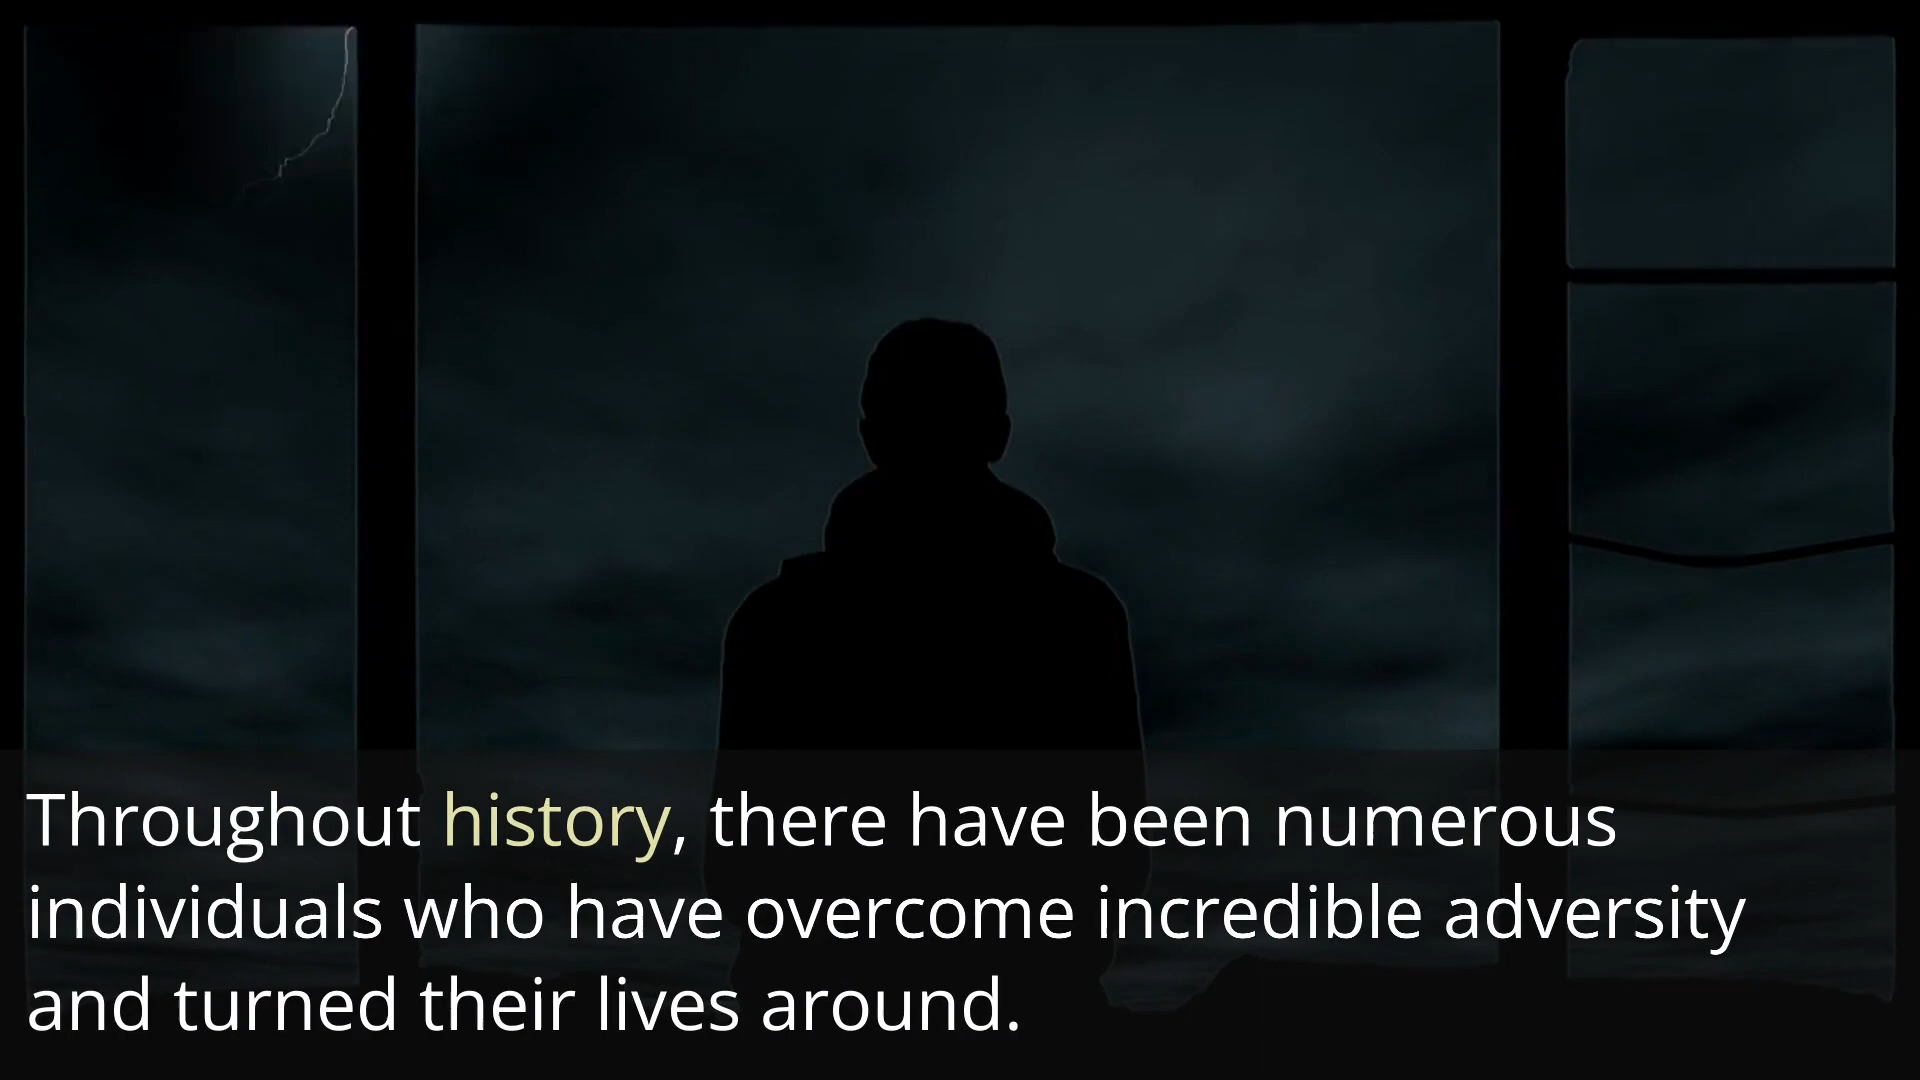 Throughout history, there have been numerous
individuals who have overcome incredible adversity
and turned their lives around.